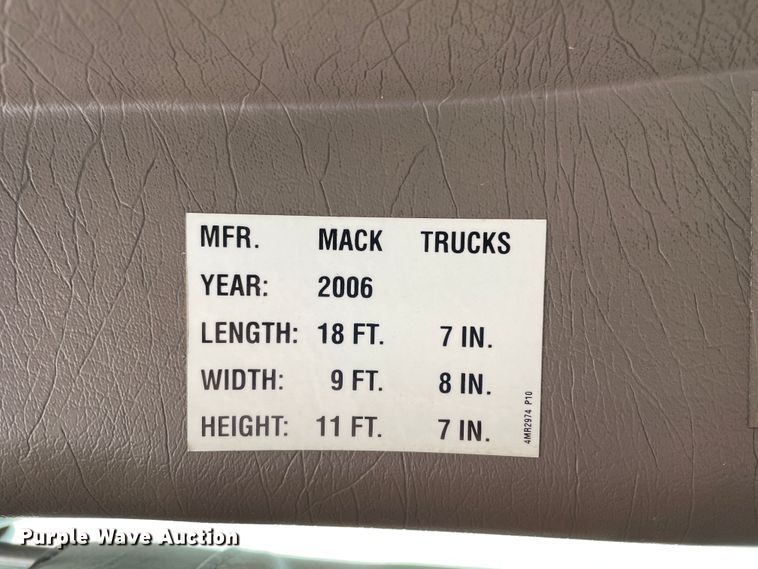 MFR. MACK TRUCKS
YEAR: 2006
LENGTH: 18 FT. 7 IN.
WIDTH: 9 FT. 8 IN.
HEIGHT: 11 FT. 7 IN.
4MR2974 P10
Purple Wave Auction